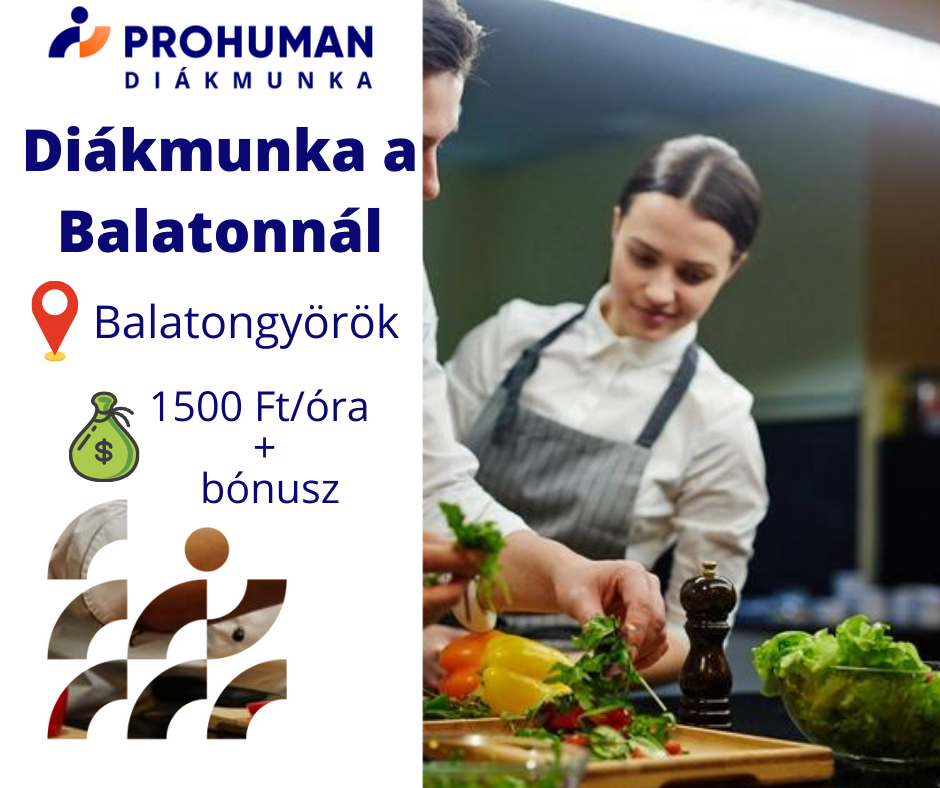 PROHUMAN
DIÁKMUNKA
Diákmunka a
Balatonnál
Balatongyörök
1500 Ft/óra
+
bónusz
$